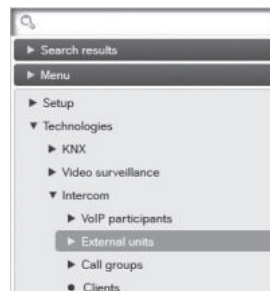 Search results
Menu
Setup
Technologies
KNX
Video surveillance
Intercom
VoIP participants
External units
Call groups
Clients